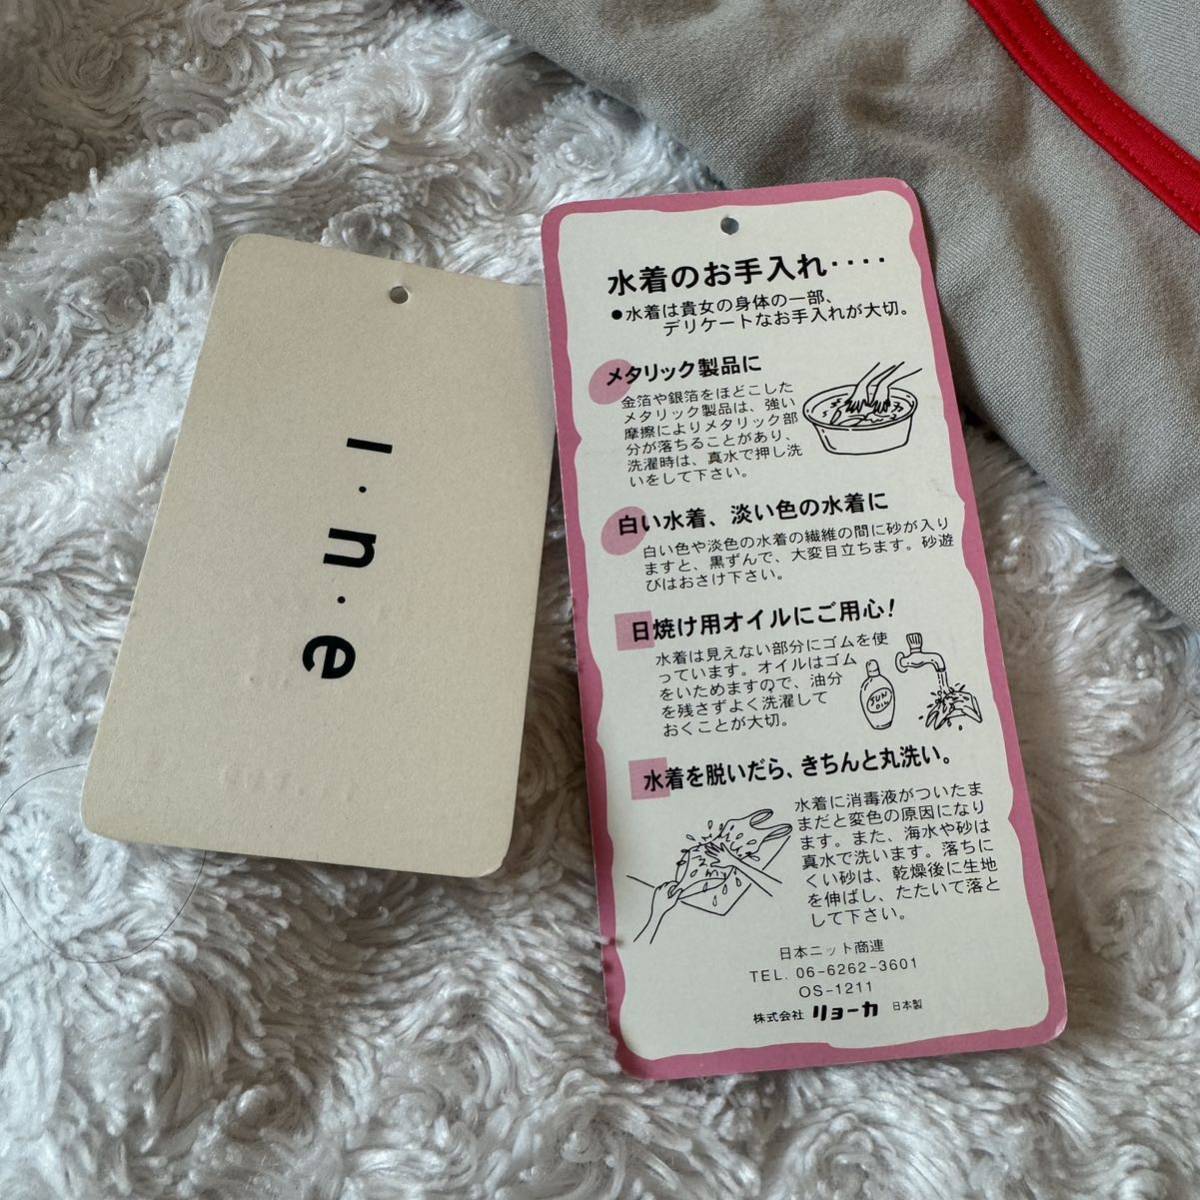 I・n・e
水着のお手入れ‥‥
●水着は貴女の身体の一部、
デリケートなお手入れが大切。
メタリック製品に
金箔や銀箔をほどこした
メタリック製品は、強い
摩擦によりメタリック部
分が落ちることがあり、
洗濯時は、真水で押し洗
いをして下さい。
白い水着、淡い色の水着に
白い色や淡色の水着の繊維の間に砂が入り
ますと、黒ずんで、大変目立ちます。砂遊
びはおさけ下さい。
日焼け用オイルにご用心!
水着は見えない部分にゴムを使
っています。オイルはゴム
をいためますので、油分
を残さずよく洗濯して
おくことが大切。
SUN
OIL
水着を脱いだら、きちんと丸洗い。
水着に消毒液がついたま
まだと変色の原因になり
ます。また、海水や砂は
真水で洗います。落ちに
くい砂は、乾燥後に生地
を伸ばし、たたいて落と
して下さい。
日本ニット商連
TEL. 06-6262-3601
OS-1211
株式会社 リョーカ 日本製